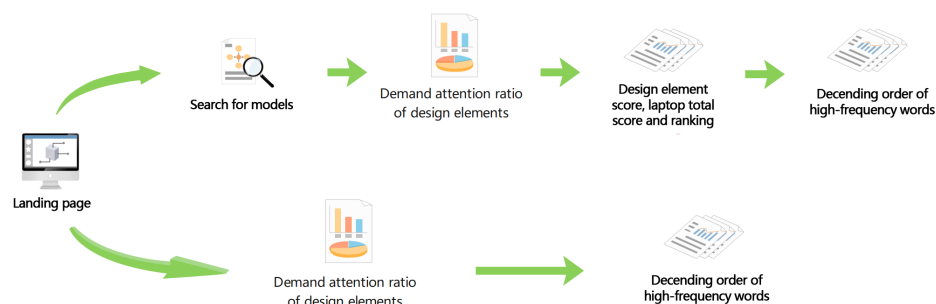 Search for models
Demand attention ratio
of design elements
Design element
score, laptop total
score and ranking
Decending order of
high-frequency words
Landing page
Demand attention ratio
of design elements
Decending order of
high-frequency words